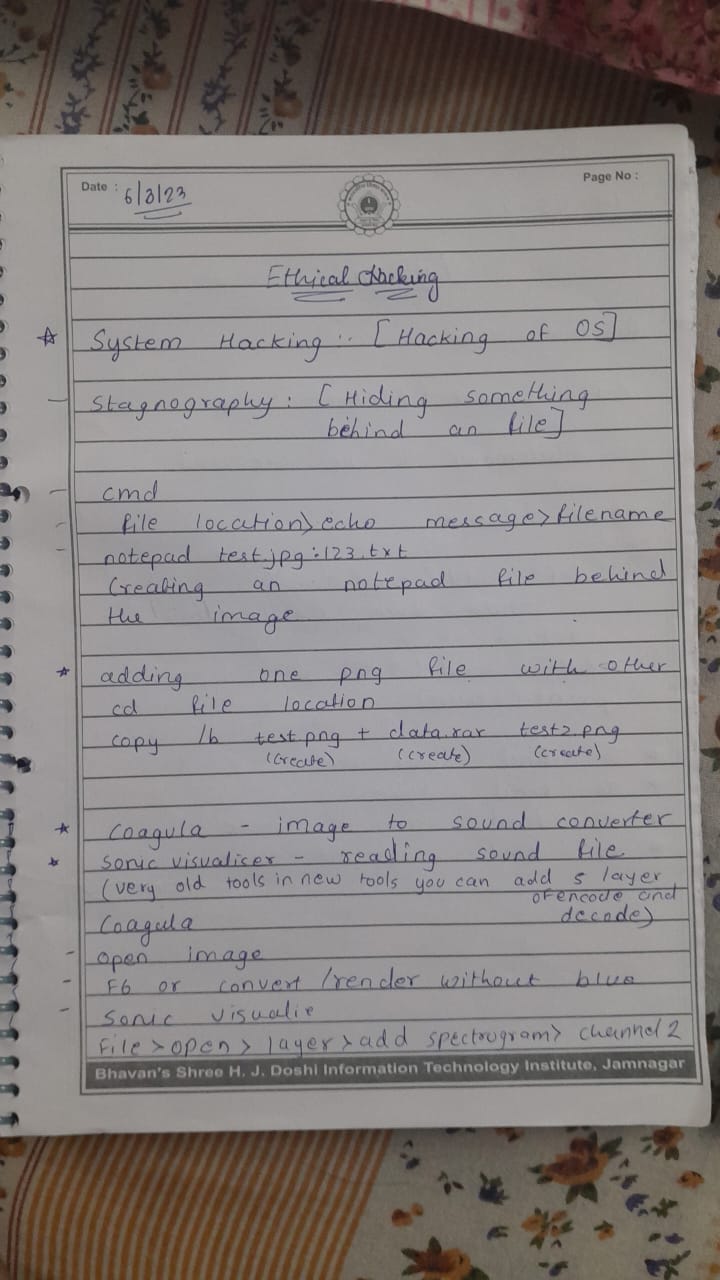 Date : 6/3/23
Page No :
Ethical Hacking
☆ System Hacking :- [Hacking of OS]
- Stagnography : [Hiding something
behind an file]
- cmd
- file location> echo message> filename
- notepad test.jpg:123.txt
Creating an notepad file behind
the image
* adding one png file with other
cd file location
copy /b test.png + data.rar test2.png
(create) (create) (create)
* Coagula - image to sound converter
* Sonic visualiser - reading sound file
(very old tools in new tools you can add 5 layer
of encode and
Coagula decode)
- open image
- F6 or convert /render without blue
- Sonic visualie
File > open > layer > add spectrogram> channel 2
Bhavan's Shree H. J. Doshi Information Technology Institute, Jamnagar